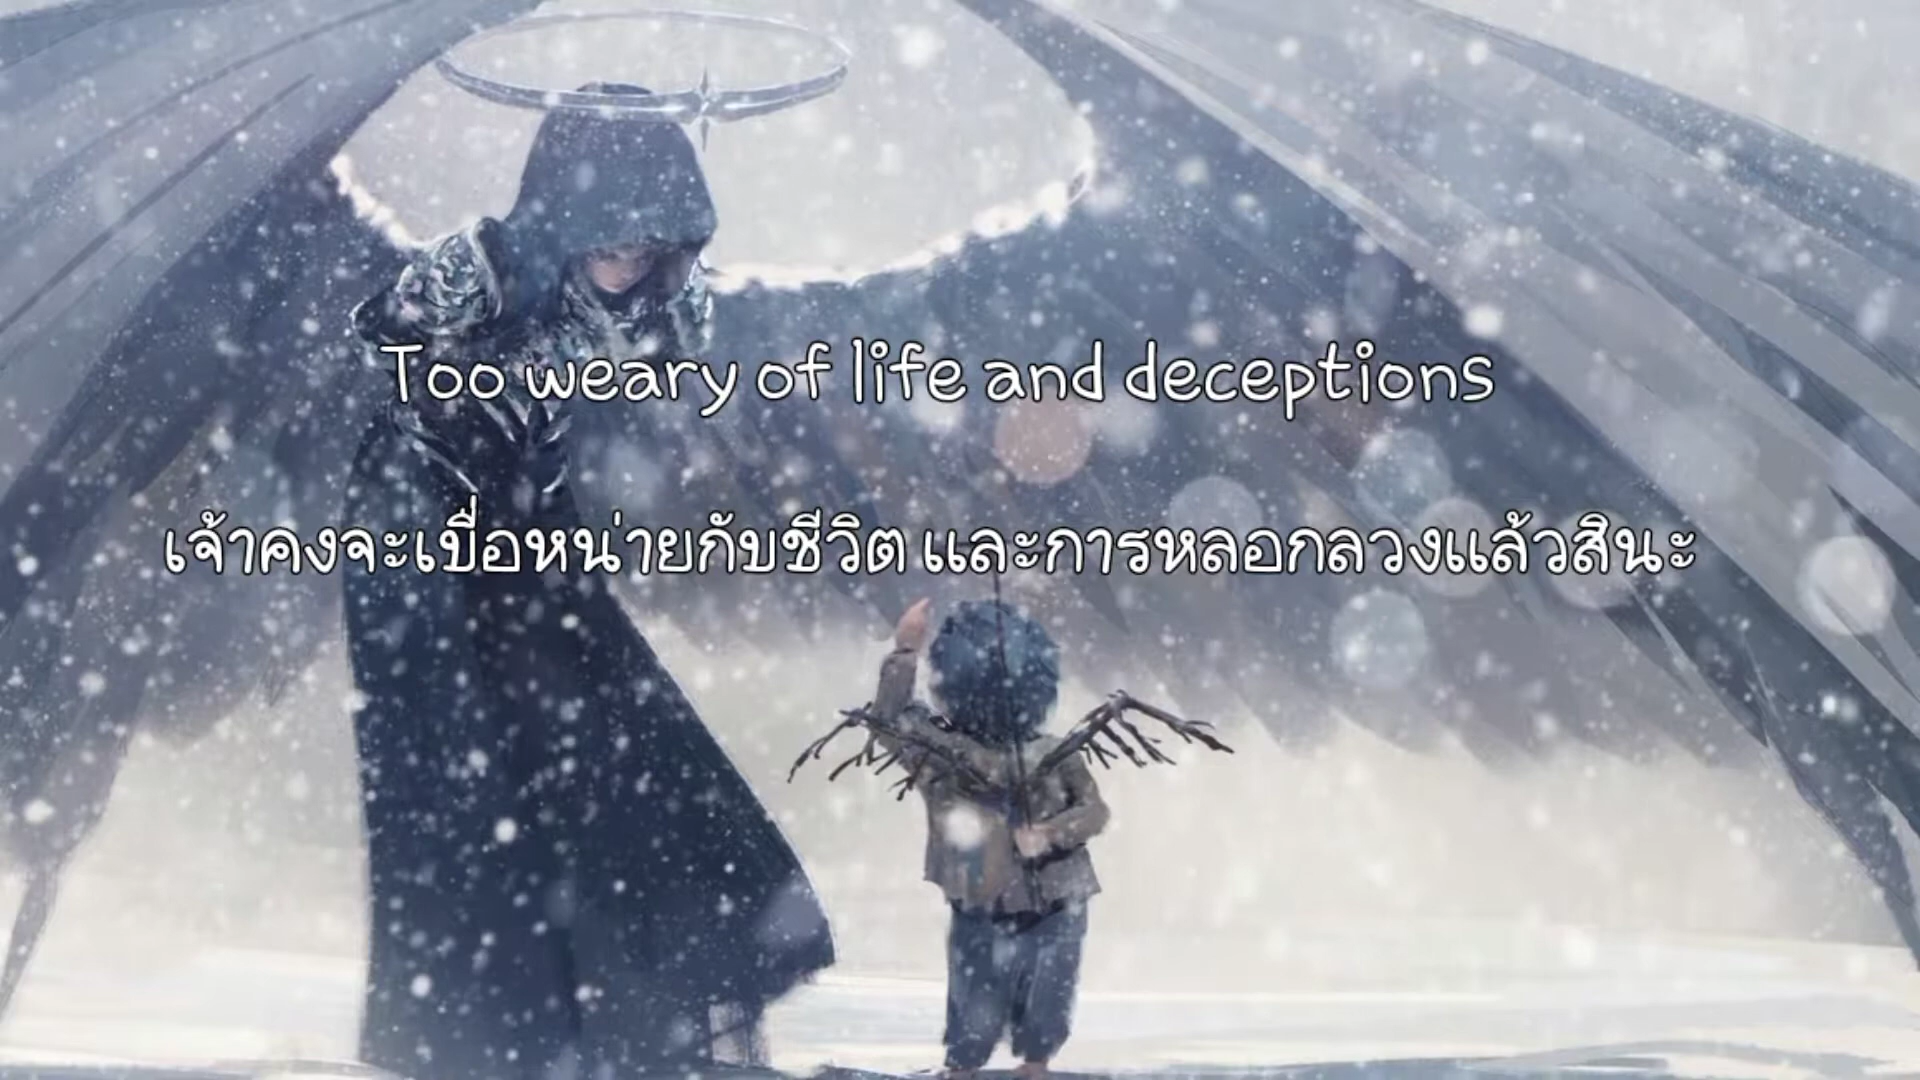 Too weary of life and deceptions
เจ้าคงจะเบื่อหน่ายกับชีวิต และการหลอกลวงแล้วสินะ